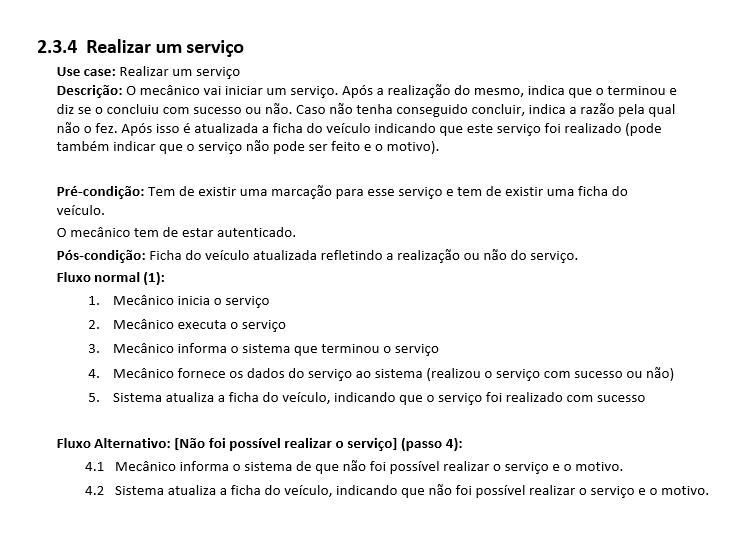 2.3.4 Realizar um serviço
Use case: Realizar um serviço
Descrição: O mecânico vai iniciar um serviço. Após a realização do mesmo, indica que o terminou e
diz se o concluiu com sucesso ou não. Caso não tenha conseguido concluir, indica a razão pela qual
não o fez. Após isso é atualizada a ficha do veículo indicando que este serviço foi realizado (pode
também indicar que o serviço não pode ser feito e o motivo).
Pré-condição: Tem de existir uma marcação para esse serviço e tem de existir uma ficha do
veículo.
O mecânico tem de estar autenticado.
Pós-condição: Ficha do veículo atualizada refletindo a realização ou não do serviço.
Fluxo normal (1):
1. Mecânico inicia o serviço
2. Mecânico executa o serviço
3. Mecânico informa o sistema que terminou o serviço
4. Mecânico fornece os dados do serviço ao sistema (realizou o serviço com sucesso ou não)
5. Sistema atualiza a ficha do veículo, indicando que o serviço foi realizado com sucesso
Fluxo Alternativo: [Não foi possível realizar o serviço] (passo 4):
4.1 Mecânico informa o sistema de que não foi possível realizar o serviço e o motivo.
4.2 Sistema atualiza a ficha do veículo, indicando que não foi possível realizar o serviço e o motivo.